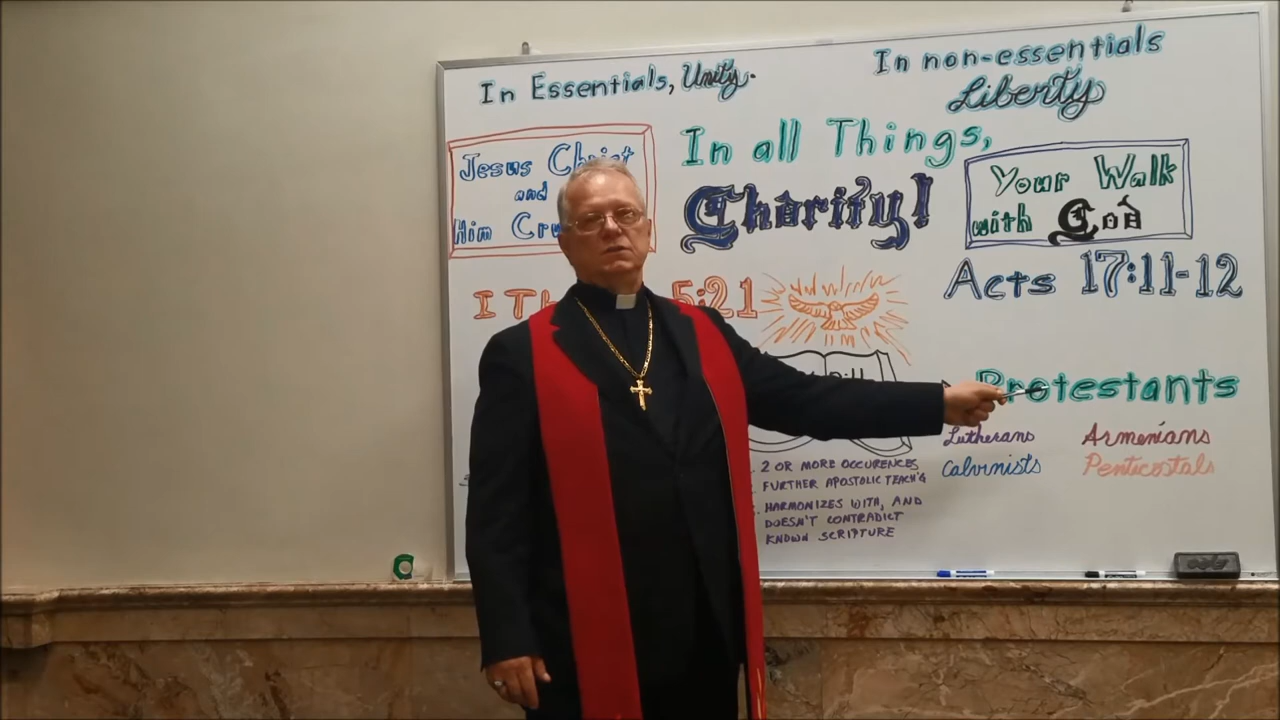 In Essentials, Unity.
In non-essentials
Liberty
In all Things,
Charity!
Jesus Christ
and
Him
Your Walk
with God
Acts 17:11-12
I 5:21
Protestants
Lutherans
Armenians
Calvinists
Penticostals
2 OR MORE OCCURENCES
FURTHER APOSTOLIC TEACH'G
HARMONIZES WITH, AND
DOESN'T CONTRADICT
KNOWN SCRIPTURE